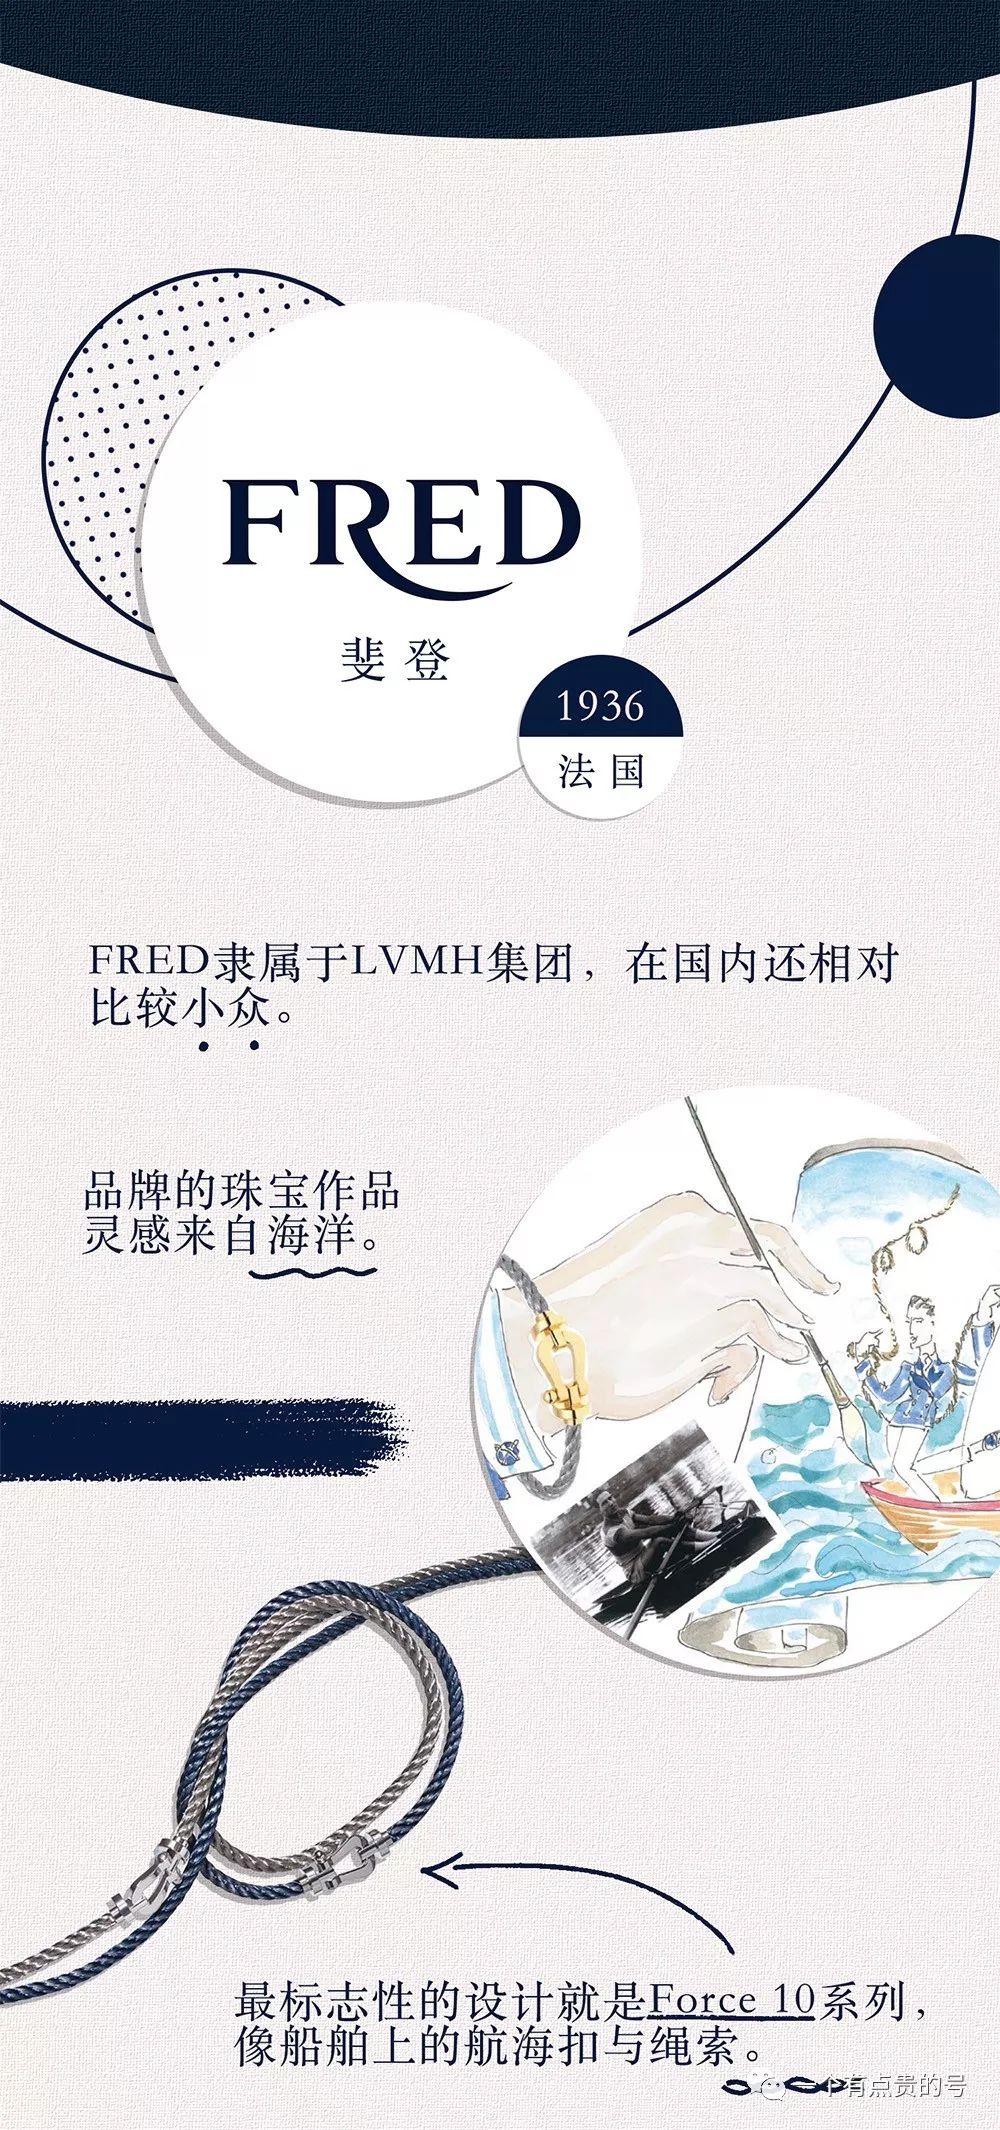 FRED
斐登
1936
法国
FRED隶属于LVMH集团，在国内还相对
比较小众。
品牌的珠宝作品
灵感来自海洋。
最标志性的设计就是Force 10系列，
像船舶上的航海扣与绳索。
一个有点贵的号